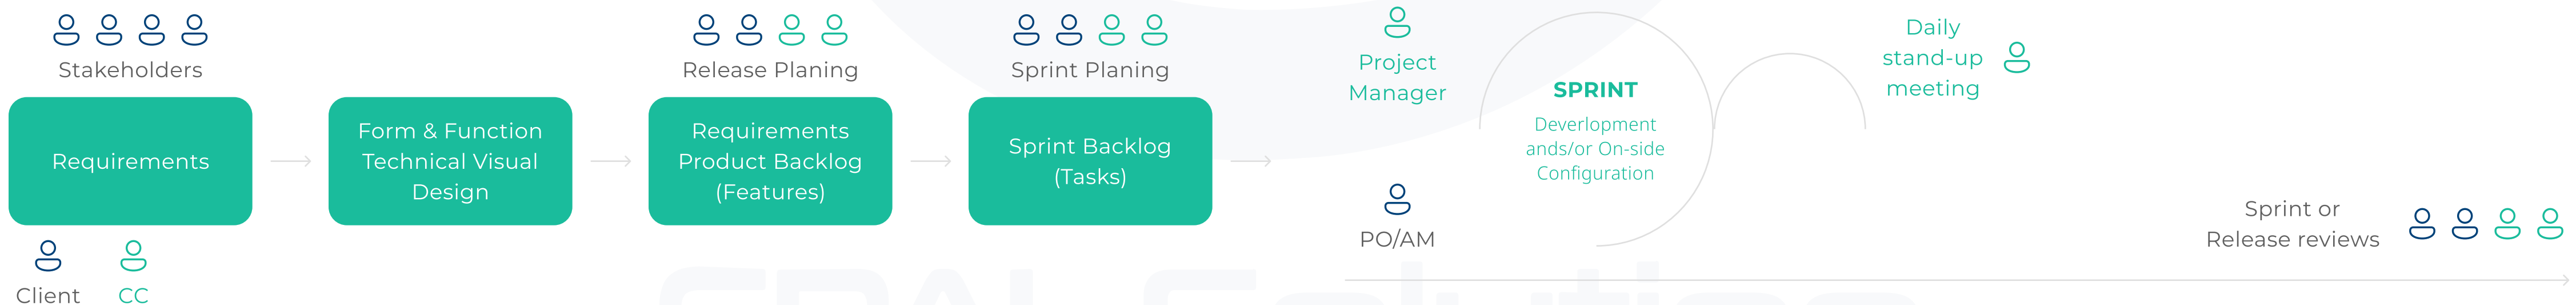 Stakeholders
Requirements
Client
CC
Form & Function
Technical Visual
Design
Release Planing
Requirements
Product Backlog
(Features)
Sprint Planing
Sprint Backlog
(Tasks)
Project
Manager
PO/AM
SPRINT
Deverlopment
ands/or On-side
Configuration
Daily
stand-up
meeting
Sprint or
Release reviews